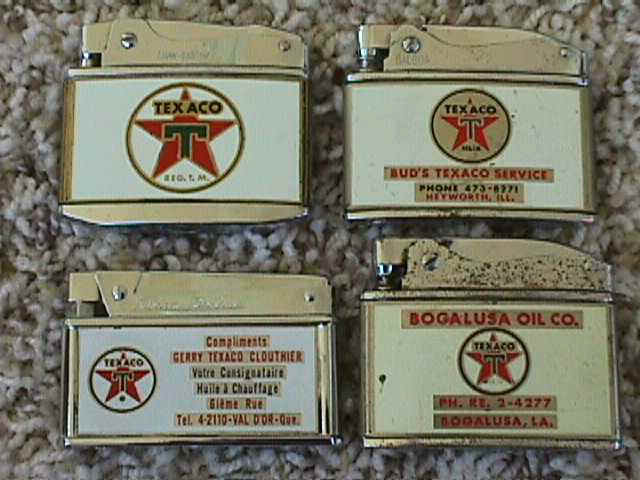 TEXACO
T
REG. T. M.
BALBOA
TEXACO
T
BUD'S TEXACO SERVICE
PHONE 473-8271
HEYWORTH, ILL.
TEXACO
T
Compliments
GERRY TEXACO CLOUTHIER
Votre Consignataire
Huile à Chauffage
6ième Rue
Tel. 4-2110-VAL D'OR-Que.
BOGALUSA OIL CO.
TEXACO
T
PH. RE. 2-4277
BOGALUSA, LA.